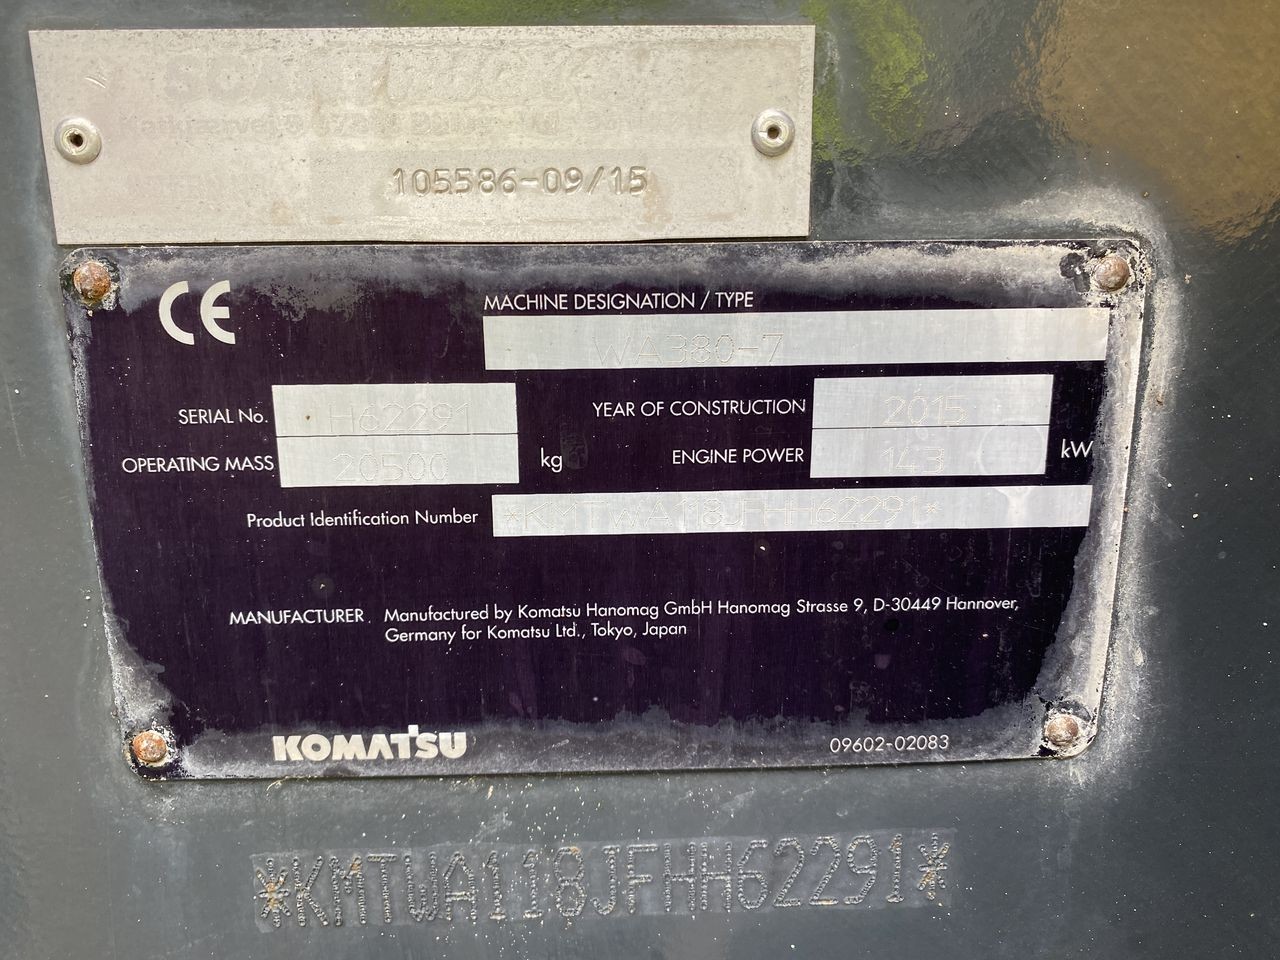 105586-09/15
CE
MACHINE DESIGNATION / TYPE
WA380-7
SERIAL No. H62291
YEAR OF CONSTRUCTION 2015
OPERATING MASS 20500 kg
ENGINE POWER 143 kW
Product Identification Number *KMTWA118JFHH62291*
MANUFACTURER Manufactured by Komatsu Hanomag GmbH Hanomag Strasse 9, D-30449 Hannover,
Germany for Komatsu Ltd., Tokyo, Japan
KOMATSU
09602-02083
*KMTWA118JFHH62291*